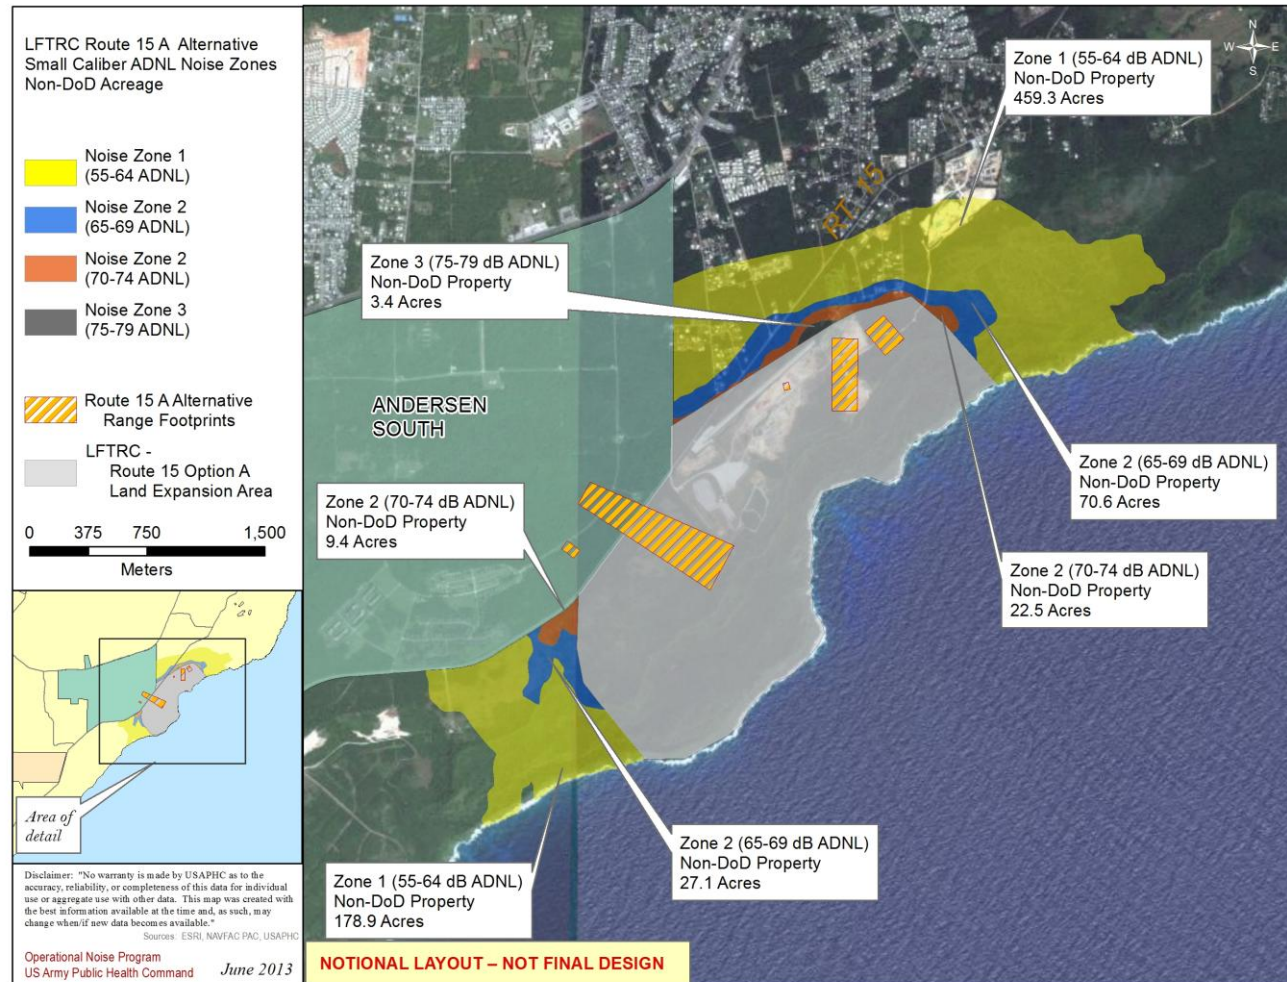 LFTRC Route 15 A Alternative
Small Caliber ADNL Noise Zones
Non-DoD Acreage
Noise Zone 1
(55-64 ADNL)
Noise Zone 2
(65-69 ADNL)
Noise Zone 2
(70-74 ADNL)
Noise Zone 3
(75-79 ADNL)
Route 15 A Alternative
Range Footprints
LFTRC -
Route 15 Option A
Land Expansion Area
0 375 750 1,500
Meters
Area of
detail
Disclaimer: "No warranty is made by USAPHC as to the
accuracy, reliability, or completeness of this data for individual
use or aggregate use with other data. This map was created with
the best information available at the time and, as such, may
change when/if new data becomes available."
Sources: ESRI, NAVFAC PAC, USAPHC
Operational Noise Program
US Army Public Health Command June 2013
N
W E
S
Zone 1 (55-64 dB ADNL)
Non-DoD Property
459.3 Acres
RT. 15
Zone 3 (75-79 dB ADNL)
Non-DoD Property
3.4 Acres
ANDERSEN
SOUTH
Zone 2 (65-69 dB ADNL)
Non-DoD Property
70.6 Acres
Zone 2 (70-74 dB ADNL)
Non-DoD Property
9.4 Acres
Zone 2 (70-74 dB ADNL)
Non-DoD Property
22.5 Acres
Zone 2 (65-69 dB ADNL)
Non-DoD Property
27.1 Acres
Zone 1 (55-64 dB ADNL)
Non-DoD Property
178.9 Acres
NOTIONAL LAYOUT – NOT FINAL DESIGN